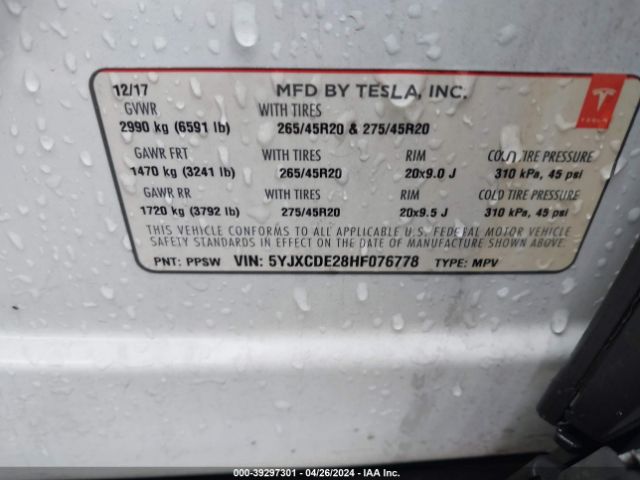 12/17 MFD BY TESLA, INC.
GVWR WITH TIRES
2990 kg (6591 lb) 265/45R20 & 275/45R20
TESLA
GAWR FRT WITH TIRES RIM COLD TIRE PRESSURE
1470 kg (3241 lb) 265/45R20 20x9.0 J 310 kPa, 45 psi
GAWR RR WITH TIRES RIM COLD TIRE PRESSURE
1720 kg (3792 lb) 275/45R20 20x9.5 J 310 kPa, 45 psi
THIS VEHICLE CONFORMS TO ALL APPLICABLE U.S. FEDERAL MOTOR VEHICLE
SAFETY STANDARDS IN EFFECT ON THE DATE OF MANUFACTURE SHOWN ABOVE.
PNT: PPSW VIN: 5YJXCDE28HF076778 TYPE: MPV
000-39297301 - 04/26/2024 - IAA Inc.